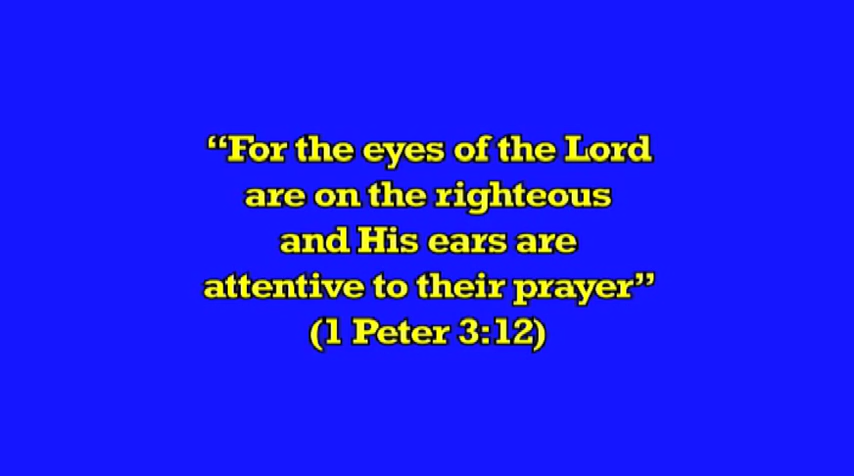 “For the eyes of the Lord
are on the righteous
and His ears are
attentive to their prayer”
(1 Peter 3:12)